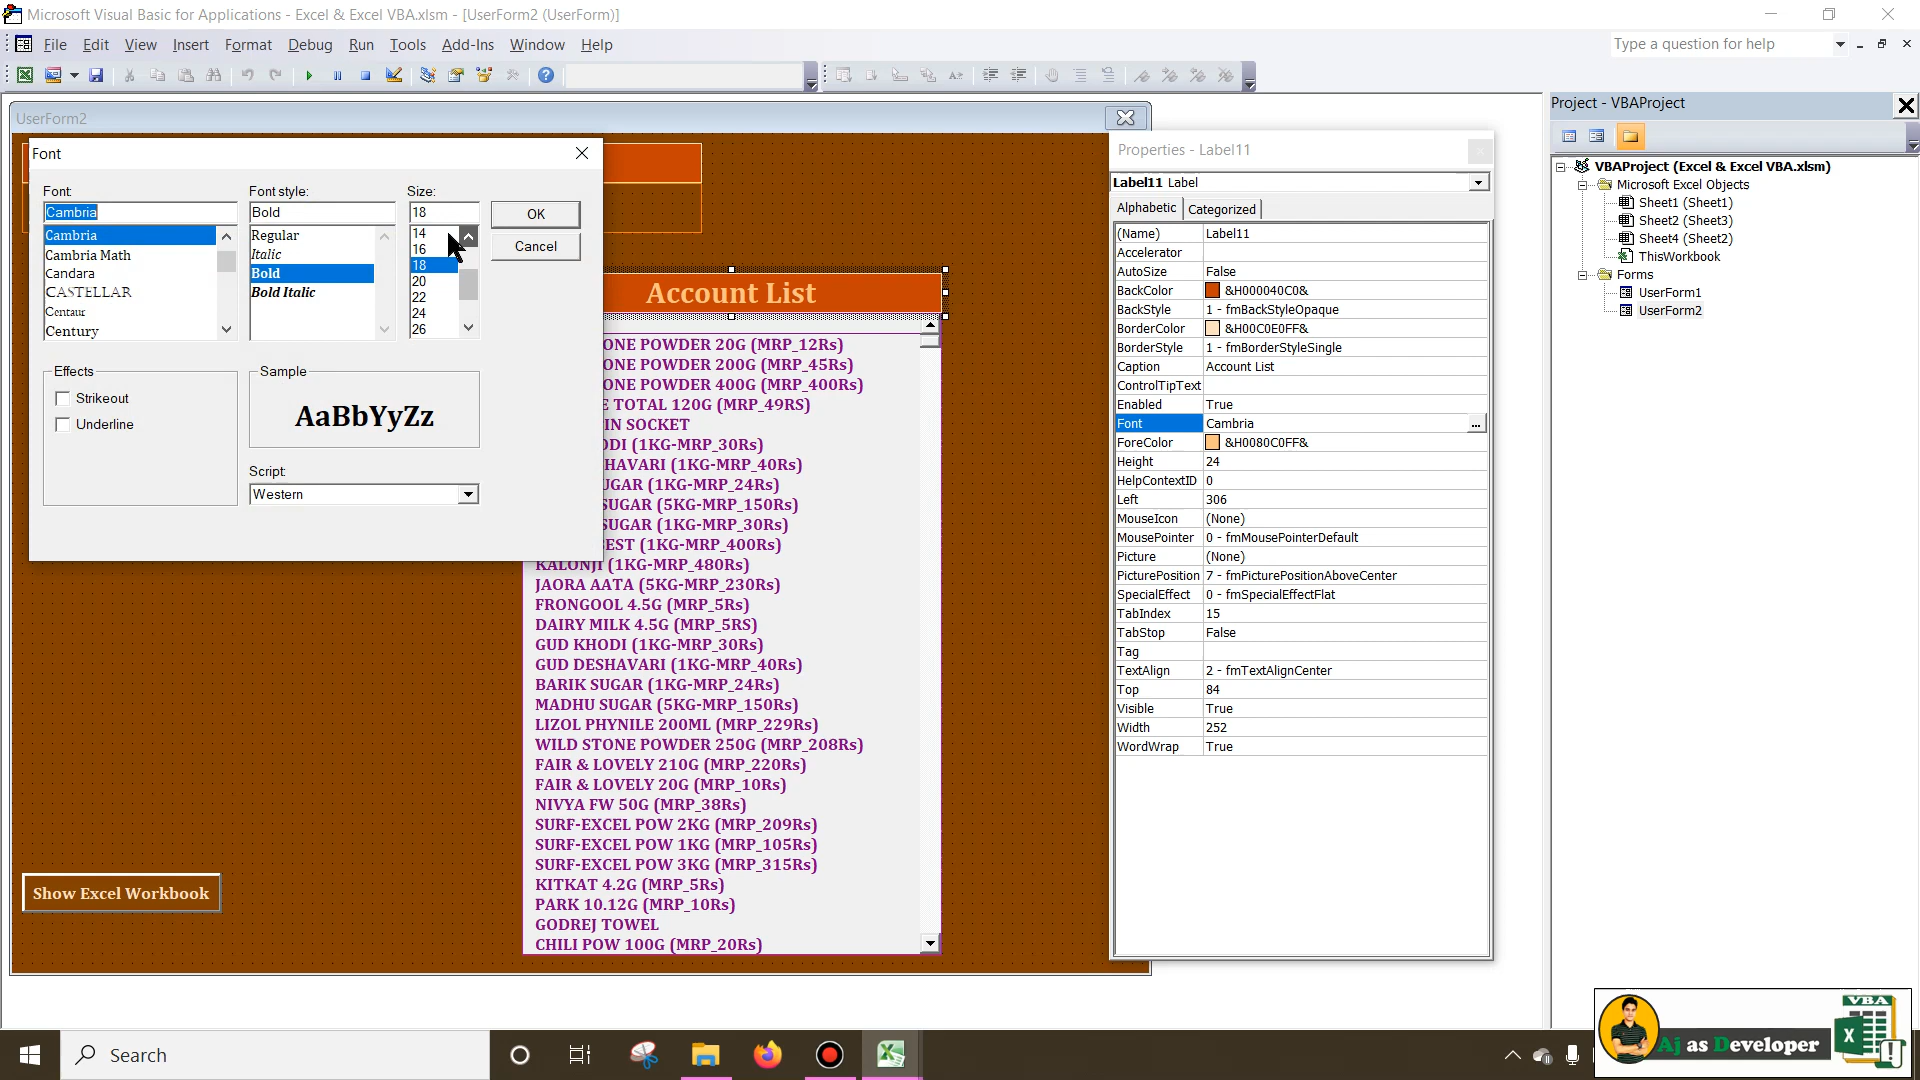 Microsoft Visual Basic for Applications - Excel & Excel VBA.xlsm - [UserForm2 (UserForm)]
File Edit View Insert Format Debug Run Tools Add-Ins Window Help
Type a question for help
UserForm2
Font
Font:
Cambria
Cambria
Cambria Math
Candara
CASTELLAR
Centaur
Century
Font style:
Bold
Regular
Italic
Bold
Bold Italic
Size:
18
14
16
18
20
22
24
26
OK
Cancel
Effects
Strikeout
Underline
Sample
AaBbYyZz
Script:
Western
Account List
ONE POWDER 20G (MRP_12Rs)
ONE POWDER 200G (MRP_45Rs)
ONE POWDER 400G (MRP_400Rs)
E TOTAL 120G (MRP_49RS)
IN SOCKET
ODI (1KG-MRP_30Rs)
HAVARI (1KG-MRP_40Rs)
UGAR (1KG-MRP_24Rs)
SUGAR (5KG-MRP_150Rs)
SUGAR (1KG-MRP_30Rs)
EST (1KG-MRP_400Rs)
KALONJI (1KG-MRP_480Rs)
JAORA AATA (5KG-MRP_230Rs)
FRONGOOL 4.5G (MRP_5Rs)
DAIRY MILK 4.5G (MRP_5RS)
GUD KHODI (1KG-MRP_30Rs)
GUD DESHAVARI (1KG-MRP_40Rs)
BARIK SUGAR (1KG-MRP_24Rs)
MADHU SUGAR (5KG-MRP_150Rs)
LIZOL PHYNILE 200ML (MRP_229Rs)
WILD STONE POWDER 250G (MRP_208Rs)
FAIR & LOVELY 210G (MRP_220Rs)
FAIR & LOVELY 20G (MRP_10Rs)
NIVYA FW 50G (MRP_38Rs)
SURF-EXCEL POW 2KG (MRP_209Rs)
SURF-EXCEL POW 1KG (MRP_105Rs)
SURF-EXCEL POW 3KG (MRP_315Rs)
KITKAT 4.2G (MRP_5Rs)
PARK 10.12G (MRP_10Rs)
GODREJ TOWEL
CHILI POW 100G (MRP_20Rs)
Show Excel Workbook
Properties - Label11
Label11 Label
Alphabetic Categorized
(Name) Label11
Accelerator
AutoSize False
BackColor &H000040C0&
BackStyle 1 - fmBackStyleOpaque
BorderColor &H00C0E0FF&
BorderStyle 1 - fmBorderStyleSingle
Caption Account List
ControlTipText
Enabled True
Font Cambria ...
ForeColor &H0080C0FF&
Height 24
HelpContextID 0
Left 306
MouseIcon (None)
MousePointer 0 - fmMousePointerDefault
Picture (None)
PicturePosition 7 - fmPicturePositionAboveCenter
SpecialEffect 0 - fmSpecialEffectFlat
TabIndex 15
TabStop False
Tag
TextAlign 2 - fmTextAlignCenter
Top 84
Visible True
Width 252
WordWrap True
Project - VBAProject
VBAProject (Excel & Excel VBA.xlsm)
Microsoft Excel Objects
Sheet1 (Sheet1)
Sheet2 (Sheet3)
Sheet4 (Sheet2)
ThisWorkbook
Forms
UserForm1
UserForm2
Search
Aj as Developer
VBA
X